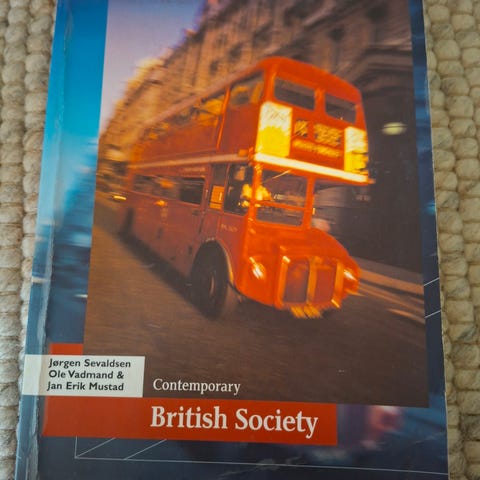 Jørgen Sevaldsen
Ole Vadmand &
Jan Erik Mustad
Contemporary
British Society